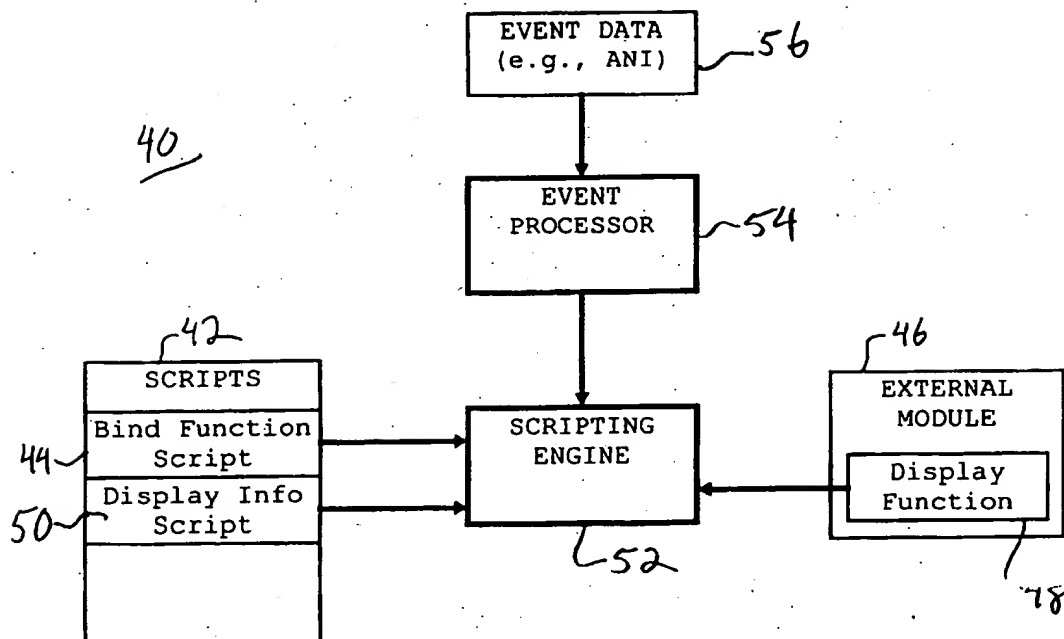 EVENT DATA
(e.g., ANI)
56
40
EVENT
PROCESSOR
54
42
SCRIPTS
Bind Function
Script
44
Display Info
Script
50
SCRIPTING
ENGINE
52
46
EXTERNAL
MODULE
Display
Function
48